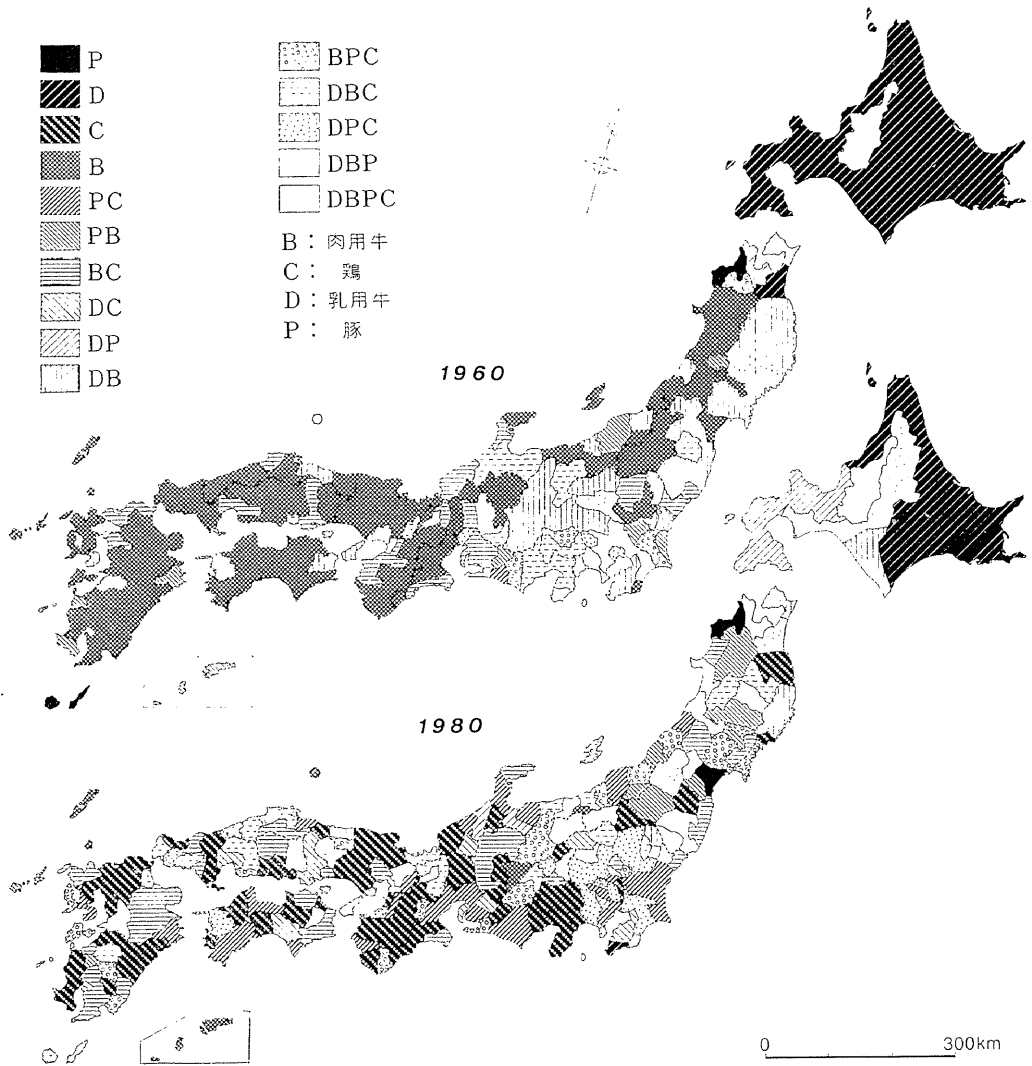 P
D
C
B
PC
PB
BC
DC
DP
DB
BPC
DBC
DPC
DBP
DBPC
B：肉用牛
C：鶏
D：乳用牛
P：豚
1960
1980
0 300km